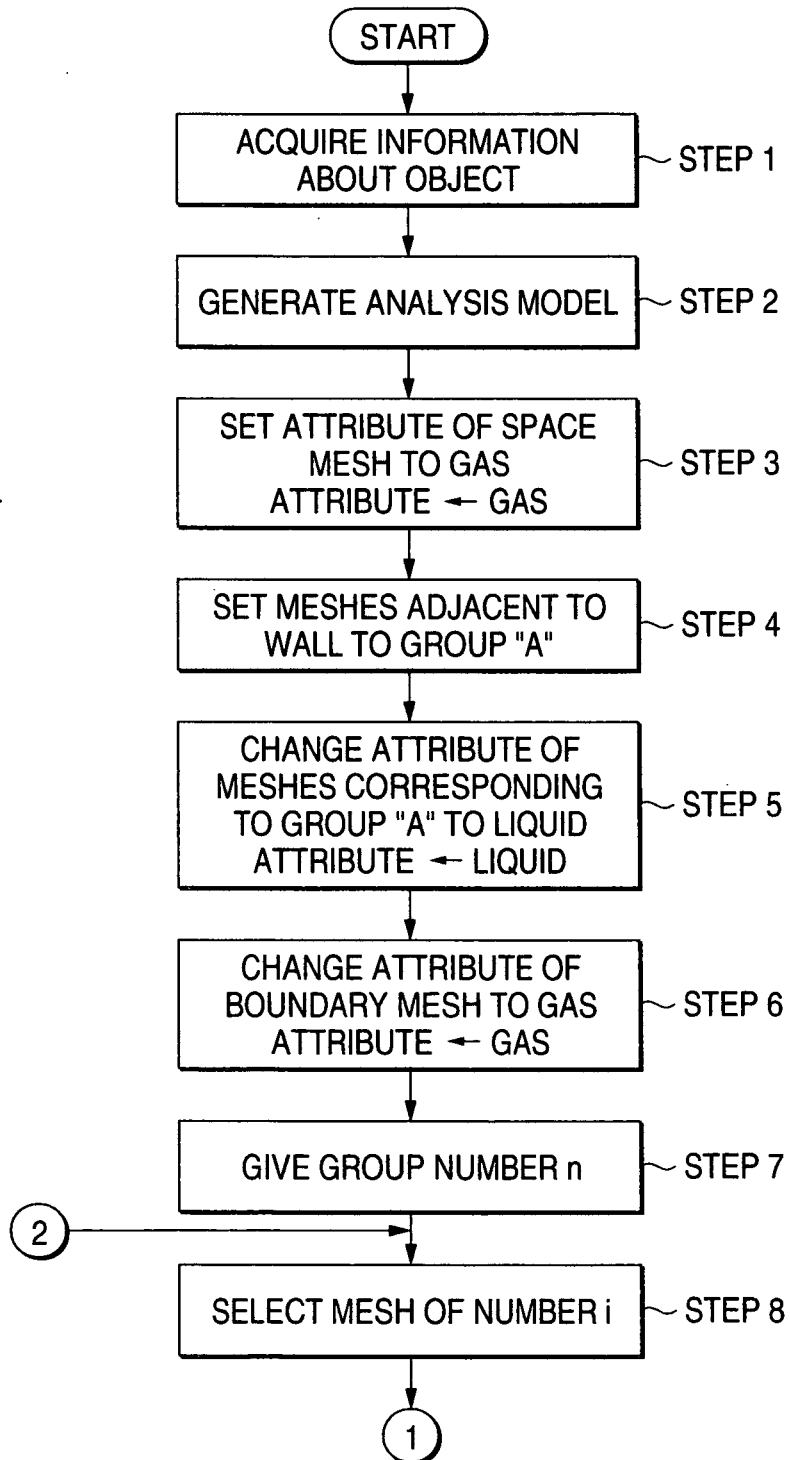 START
ACQUIRE INFORMATION
ABOUT OBJECT
STEP 1
GENERATE ANALYSIS MODEL
STEP 2
SET ATTRIBUTE OF SPACE
MESH TO GAS
ATTRIBUTE ← GAS
STEP 3
SET MESHES ADJACENT TO
WALL TO GROUP "A"
STEP 4
CHANGE ATTRIBUTE OF
MESHES CORRESPONDING
TO GROUP "A" TO LIQUID
ATTRIBUTE ← LIQUID
STEP 5
CHANGE ATTRIBUTE OF
BOUNDARY MESH TO GAS
ATTRIBUTE ← GAS
STEP 6
GIVE GROUP NUMBER n
STEP 7
2
SELECT MESH OF NUMBER i
STEP 8
1